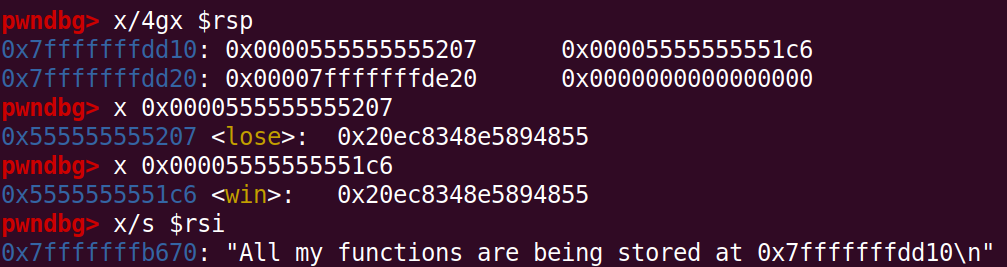 pwndbg> x/4gx $rsp
0x7fffffffdd10: 0x0000555555555207 0x00005555555551c6
0x7fffffffdd20: 0x00007fffffffde20 0x0000000000000000
pwndbg> x 0x0000555555555207
0x555555555207 <lose>: 0x20ec8348e5894855
pwndbg> x 0x00005555555551c6
0x5555555551c6 <win>: 0x20ec8348e5894855
pwndbg> x/s $rsi
0x7fffffffb670: "All my functions are being stored at 0x7fffffffdd10\n"